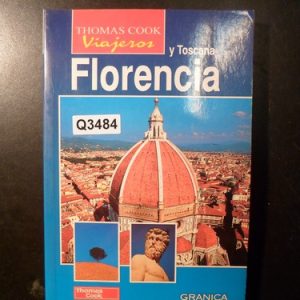 THOMAS COOK
Viajeros
y Toscana
Florencia
Q3484
Thomas
Cook
GRANICA